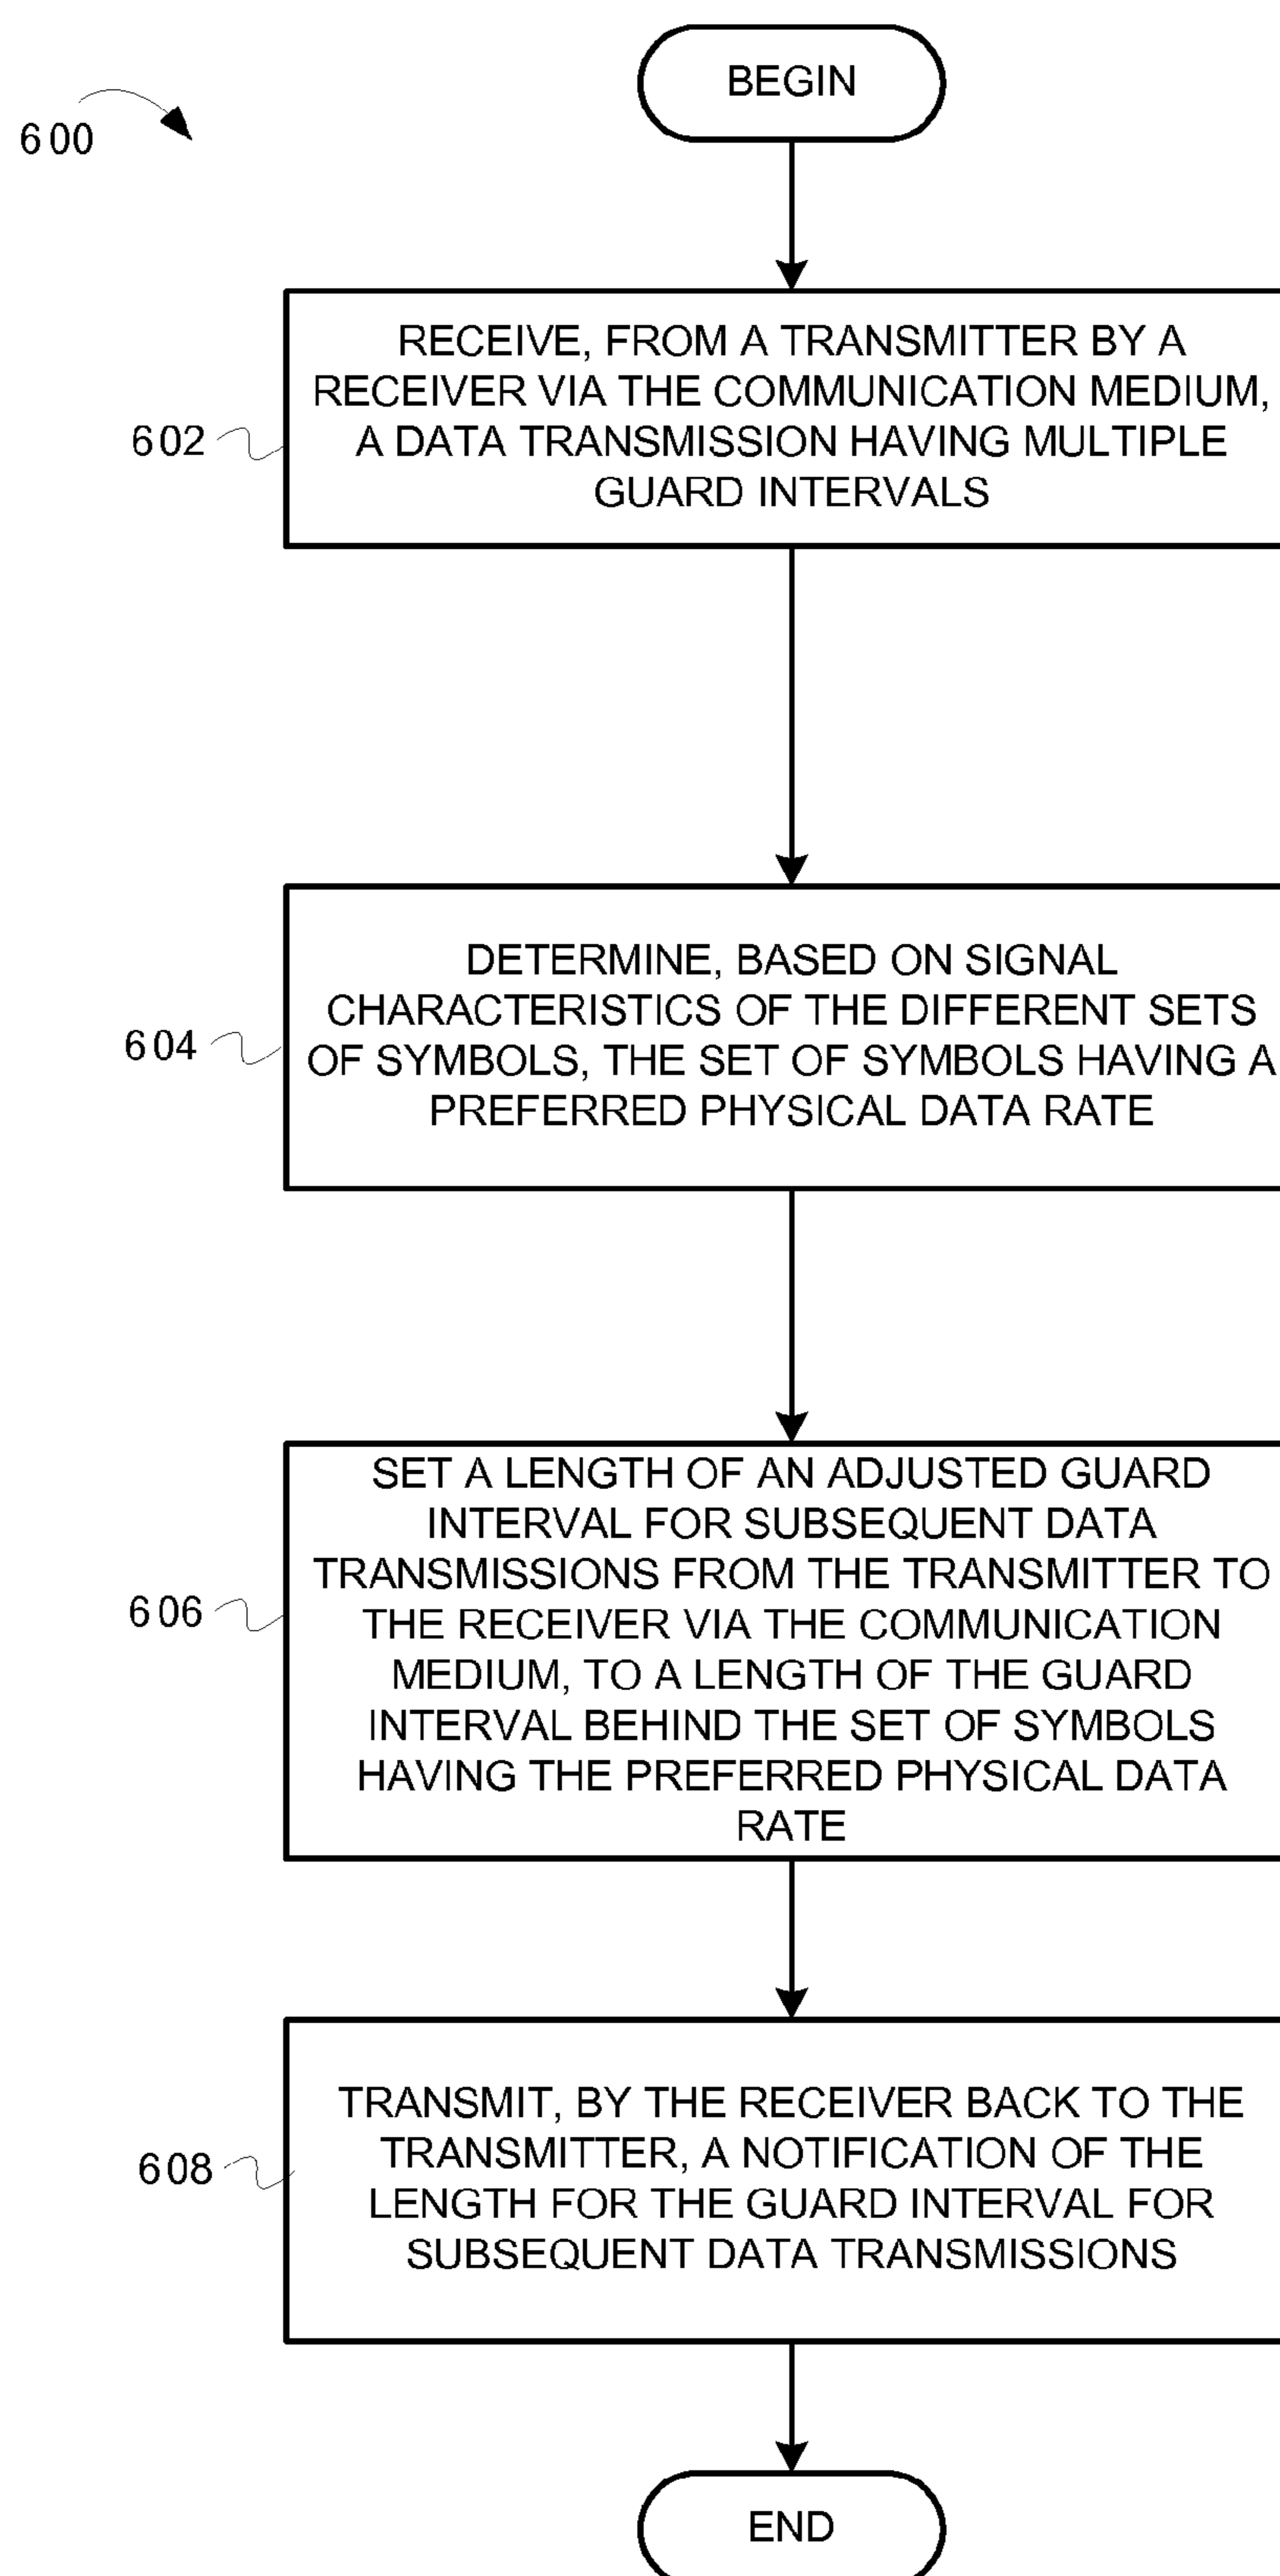 BEGIN
600
RECEIVE, FROM A TRANSMITTER BY A
RECEIVER VIA THE COMMUNICATION MEDIUM,
A DATA TRANSMISSION HAVING MULTIPLE
GUARD INTERVALS
602
DETERMINE, BASED ON SIGNAL
CHARACTERISTICS OF THE DIFFERENT SETS
OF SYMBOLS, THE SET OF SYMBOLS HAVING A
PREFERRED PHYSICAL DATA RATE
604
SET A LENGTH OF AN ADJUSTED GUARD
INTERVAL FOR SUBSEQUENT DATA
TRANSMISSIONS FROM THE TRANSMITTER TO
THE RECEIVER VIA THE COMMUNICATION
MEDIUM, TO A LENGTH OF THE GUARD
INTERVAL BEHIND THE SET OF SYMBOLS
HAVING THE PREFERRED PHYSICAL DATA
RATE
606
TRANSMIT, BY THE RECEIVER BACK TO THE
TRANSMITTER, A NOTIFICATION OF THE
LENGTH FOR THE GUARD INTERVAL FOR
SUBSEQUENT DATA TRANSMISSIONS
608
END